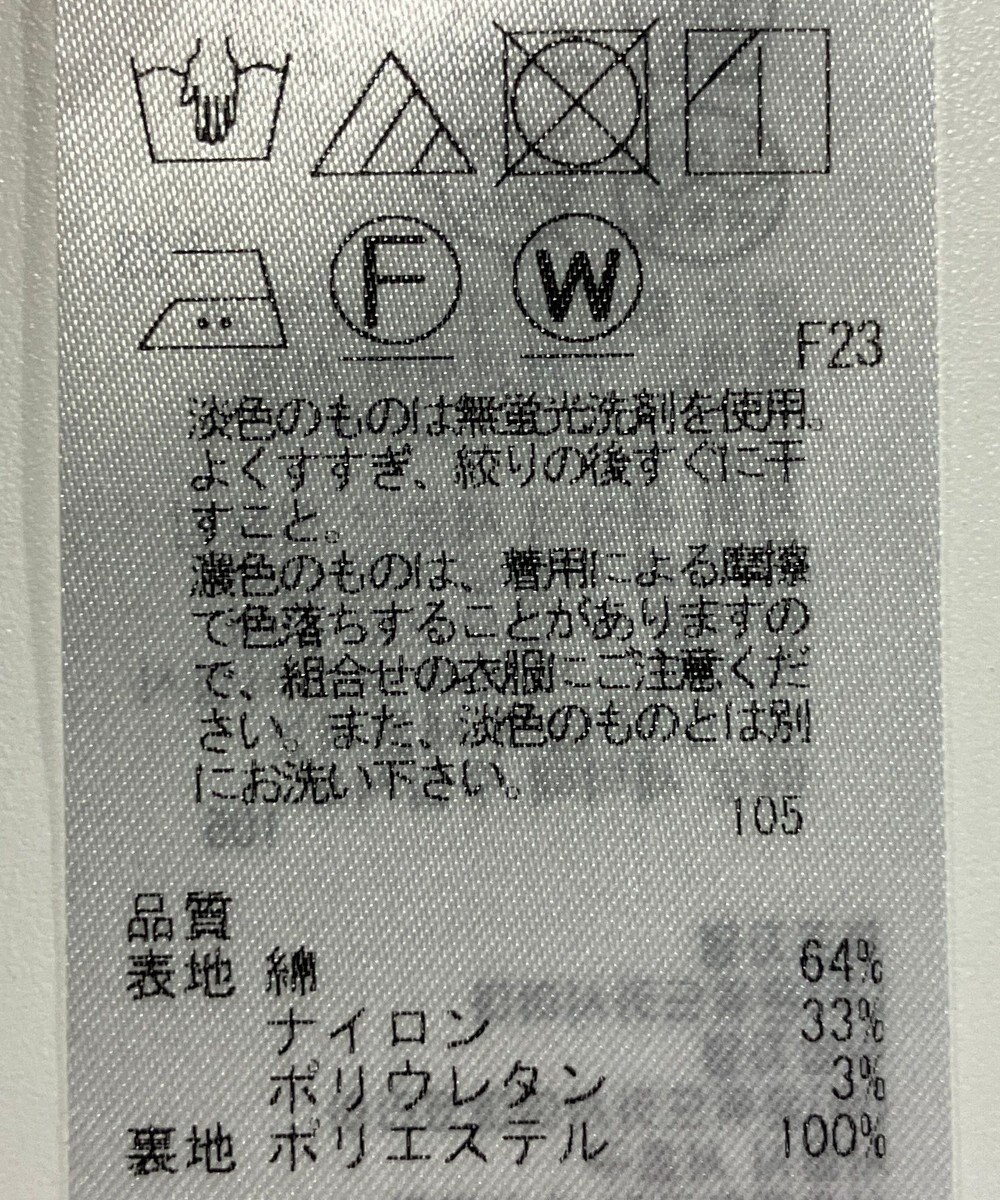 F W
F23
淡色のものは無蛍光洗剤を使用。
よくすすぎ、絞りの後すぐに干
すこと。
濃色のものは、着用による摩擦
で色落ちすることがありますの
で、組合せの衣服にご注意くだ
さい。また、淡色のものとは別
にお洗い下さい。
105
品質
表地 綿 64%
ナイロン 33%
ポリウレタン 3%
裏地 ポリエステル 100%